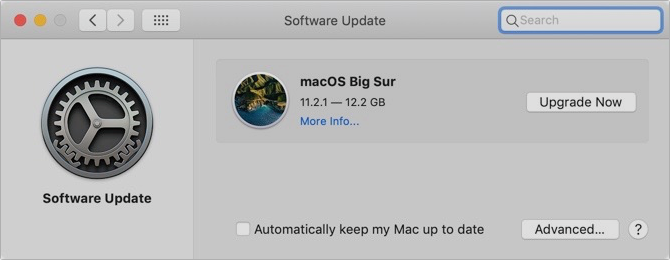 Software Update
Search
macOS Big Sur
11.2.1 — 12.2 GB
Upgrade Now
More Info...
Software Update
Automatically keep my Mac up to date
Advanced...
?